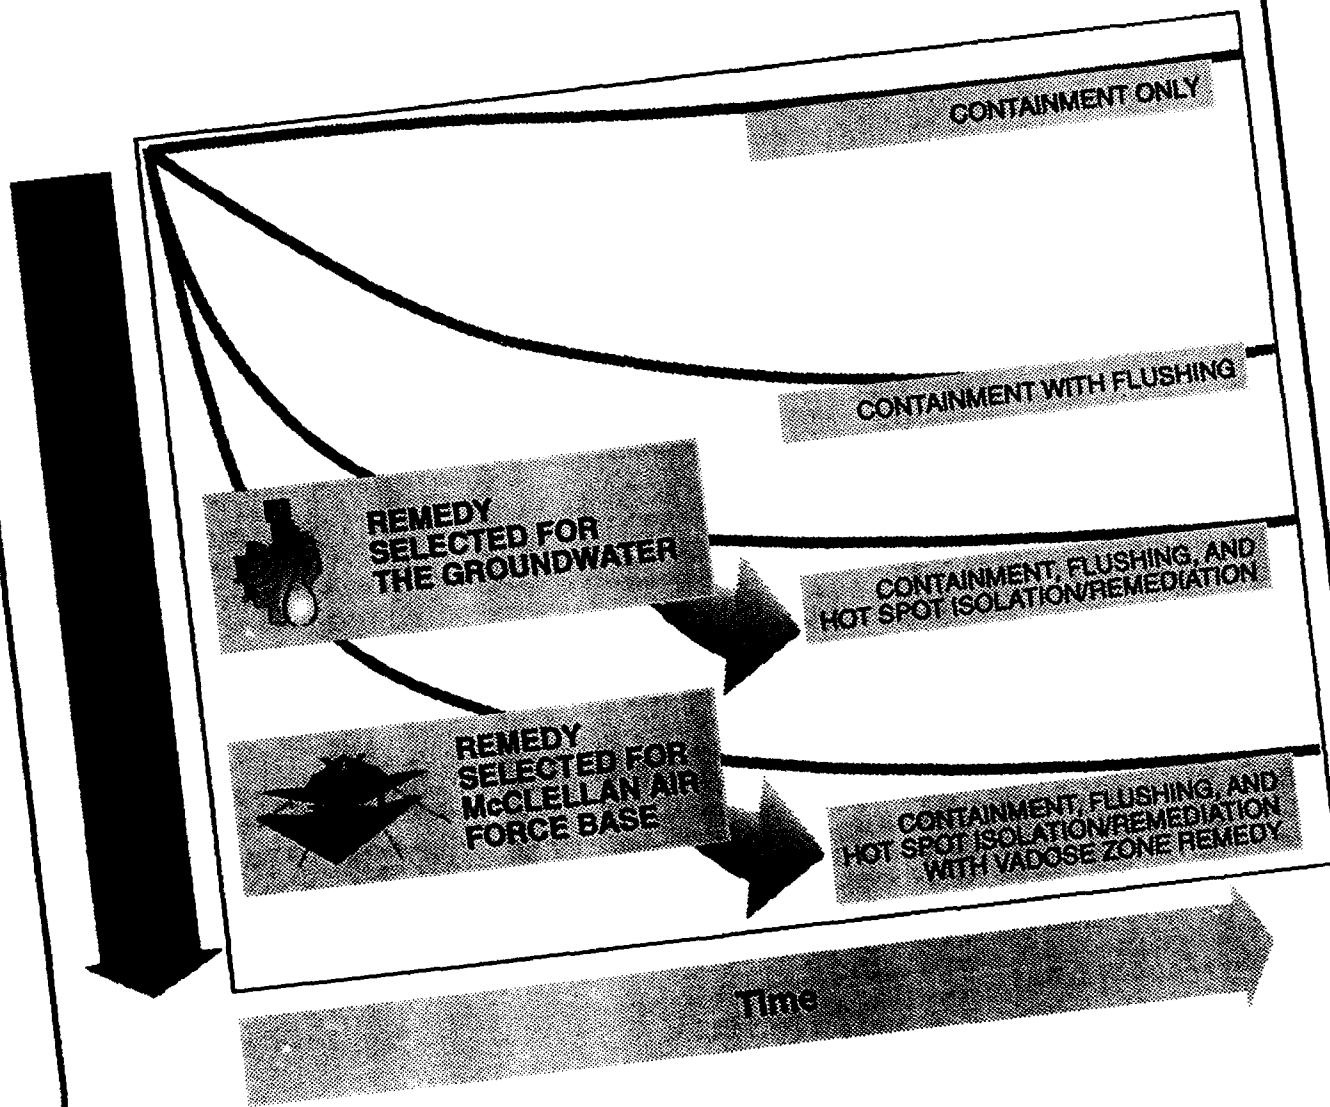 CONTAINMENT ONLY
CONTAINMENT WITH FLUSHING
REMEDY
SELECTED FOR
THE GROUNDWATER
CONTAINMENT, FLUSHING, AND
HOT SPOT ISOLATION/REMEDIATION
REMEDY
SELECTED FOR
McCLELLAN AIR
FORCE BASE
CONTAINMENT, FLUSHING, AND
HOT SPOT ISOLATION/REMEDIATION
WITH VADOSE ZONE REMEDY
Time